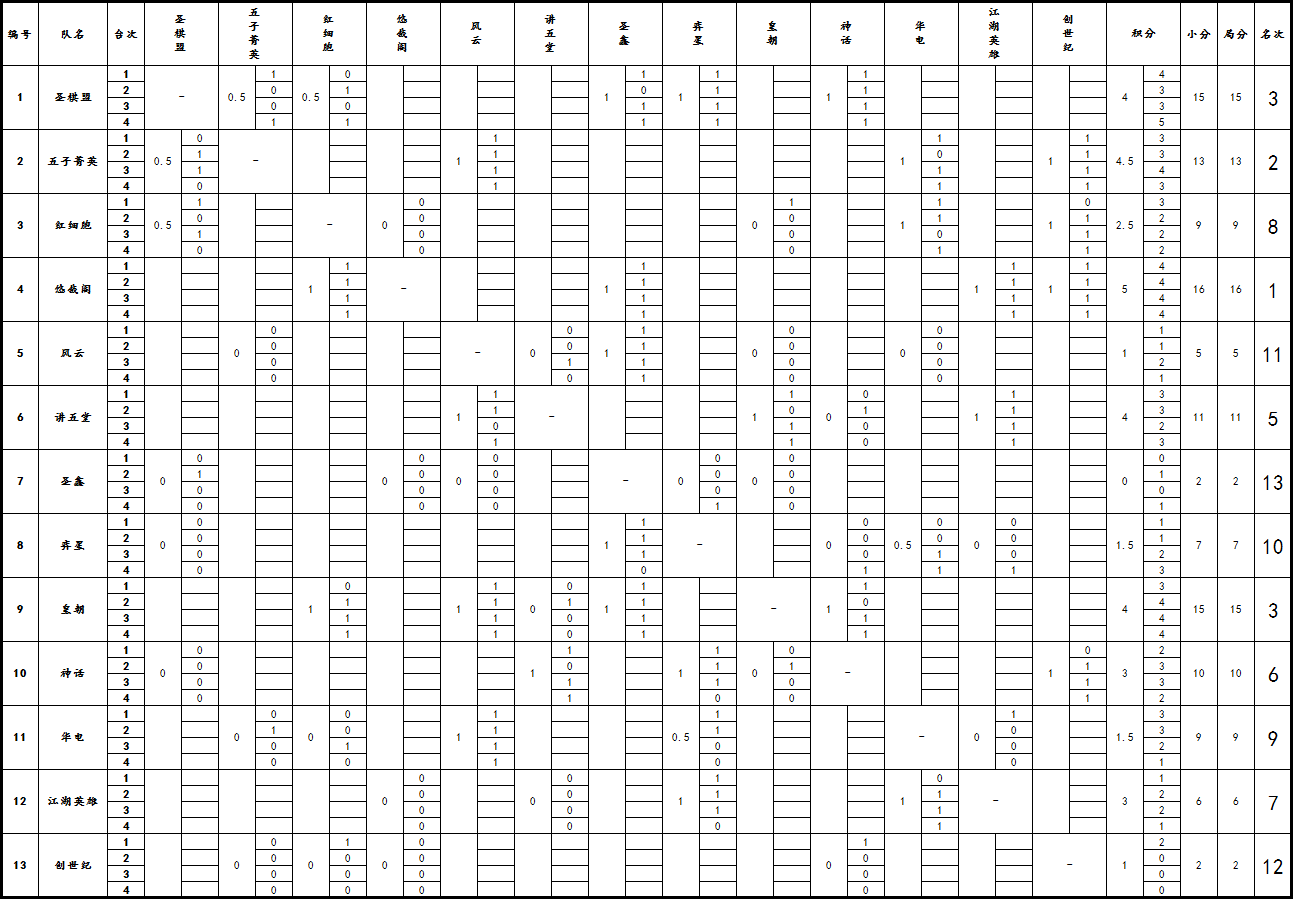 编号 队名 台次 圣棋盟 五子菁英 红细胞 悠哉阁 风云 讲五堂 圣鑫 弈星 皇朝 神话 华电 江湖英雄 创世纪 积分 小分 局分 名次
1 1 0 1 1 1 4
2 0 1 0 1 1 3
1 圣棋盟 - 0.5 0.5 1 1 1 4 15 15 3
3 0 0 1 1 1 3
4 1 1 1 1 1 5
1 0 1 1 1 3
2 1 1 0 1 3
2 五子菁英 0.5 - 1 1 1 4.5 13 13 2
3 1 1 1 1 4
4 0 1 1 1 3
1 1 0 1 1 0 3
2 0 0 0 1 1 2
3 红细胞 0.5 - 0 0 1 1 2.5 9 9 8
3 1 0 0 0 1 2
4 0 0 0 1 1 2
1 1 1 1 1 4
2 1 1 1 1 4
4 悠哉阁 1 - 1 1 1 5 16 16 1
3 1 1 1 1 4
4 1 1 1 1 4
1 0 0 1 0 0 1
2 0 0 1 0 0 1
5 风云 0 - 0 1 0 0 1 5 5 11
3 0 1 1 0 0 2
4 0 0 1 0 0 1
1 1 1 0 1 3
2 1 0 1 1 3
6 讲五堂 1 - 1 0 1 4 11 11 5
3 0 1 0 1 2
4 1 1 0 1 3
1 0 0 0 0 0 0
2 1 0 0 0 0 1
7 圣鑫 0 0 0 - 0 0 0 2 2 13
3 0 0 0 0 0 0
4 0 0 0 1 0 1
1 0 1 0 0 0 1
2 0 1 0 0 0 1
8 弈星 0 1 - 0 0.5 0 1.5 7 7 10
3 0 1 0 1 0 2
4 0 0 1 1 1 3
1 0 1 0 1 1 3
2 1 1 1 1 0 4
9 皇朝 1 1 0 1 - 1 4 15 15 3
3 1 1 0 1 1 4
4 1 1 0 1 1 4
1 0 1 1 0 0 2
2 0 0 1 1 1 3
10 神话 0 1 1 0 - 1 3 10 10 6
3 0 1 1 0 1 3
4 0 1 0 0 1 2
1 0 0 1 1 1 3
2 1 0 1 1 0 3
11 华电 0 0 1 0.5 - 0 1.5 9 9 9
3 0 1 1 0 0 2
4 0 0 1 0 0 1
1 0 0 1 0 1
2 0 0 1 1 2
12 江湖英雄 0 0 1 1 - 3 6 6 7
3 0 0 1 1 2
4 0 0 0 1 1
1 0 1 0 1 2
2 0 0 0 0 0
13 创世纪 0 0 0 0 - 1 2 2 12
3 0 0 0 0 0
4 0 0 0 0 0